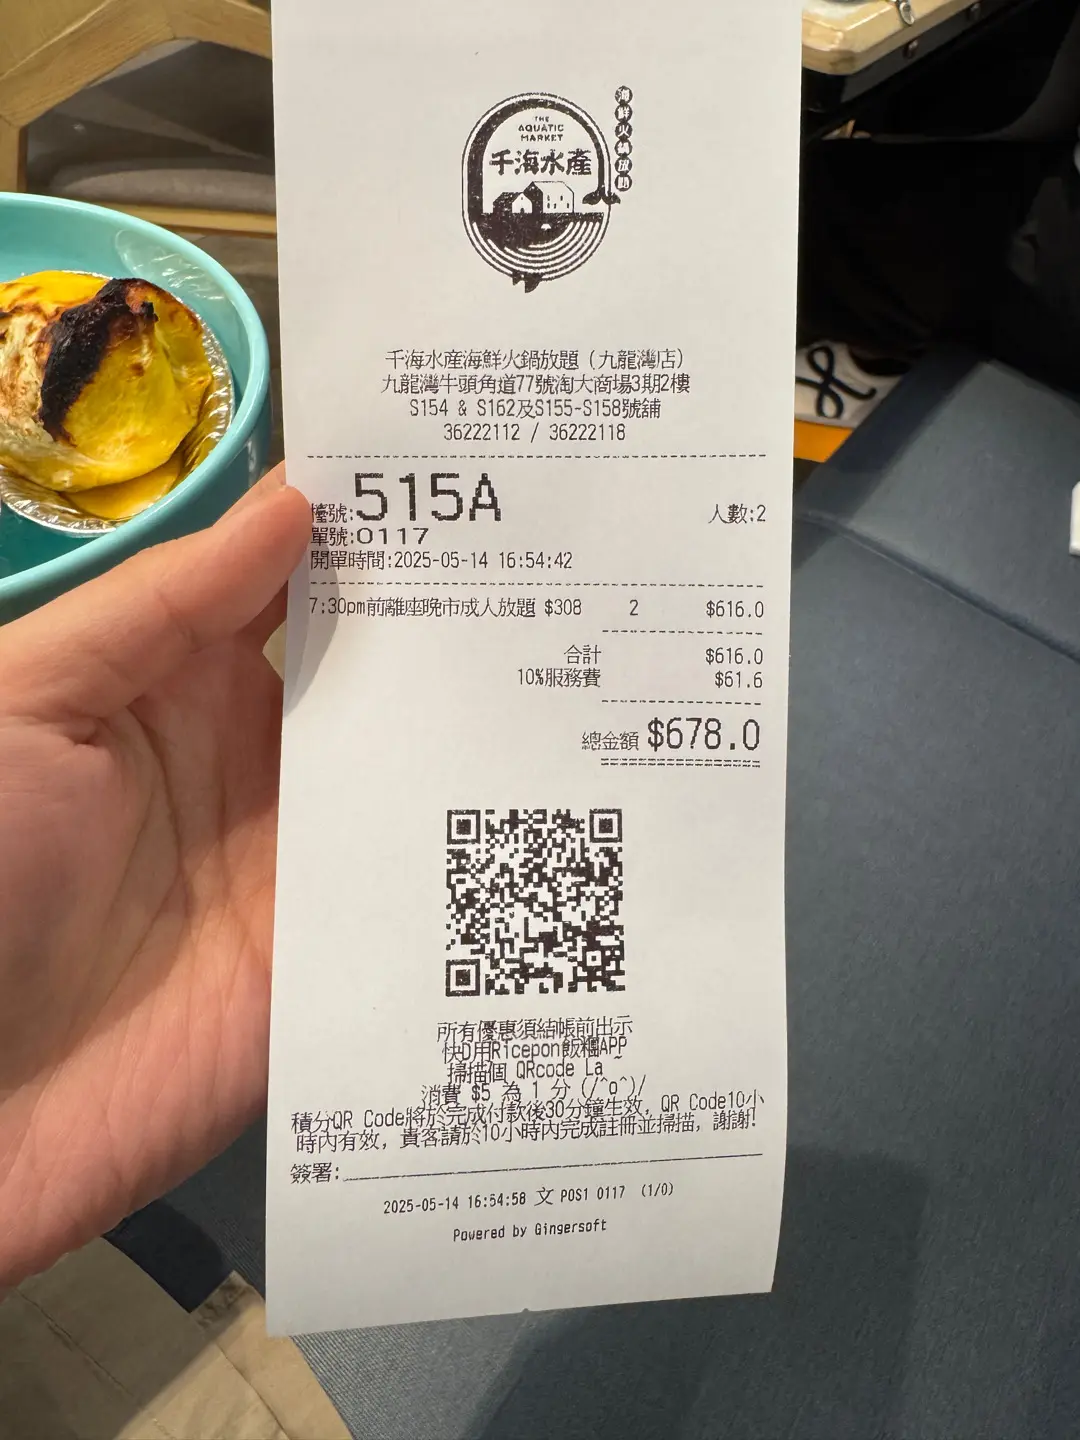 THE
AQUATIC
MARKET
千海水產
海鮮火鍋放題
千海水産海鮮火鍋放題（九龍灣店）
九龍灣牛頭角道77號淘大商場3期2樓
S154 & S162及S155-S158號舖
36222112 / 36222118
檯號:515A 人數:2
單號:0117
開單時間:2025-05-14 16:54:42
7:30pm前離座晚市成人放題 $308 2 $616.0
合計 $616.0
10%服務費 $61.6
總金額 $678.0
所有優惠須結帳前出示
快D用Ricepon飯糰APP
掃描個 QRcode La~
消費 $5 為 1 分 (/^o^)/
積分QR Code將於完成付款後30分鐘生效, QR Code10小
時內有效, 貴客請於10小時內完成註冊並掃描, 謝謝!
簽署:
2025-05-14 16:54:58 文 POS1 0117 (1/0)
Powered by Gingersoft